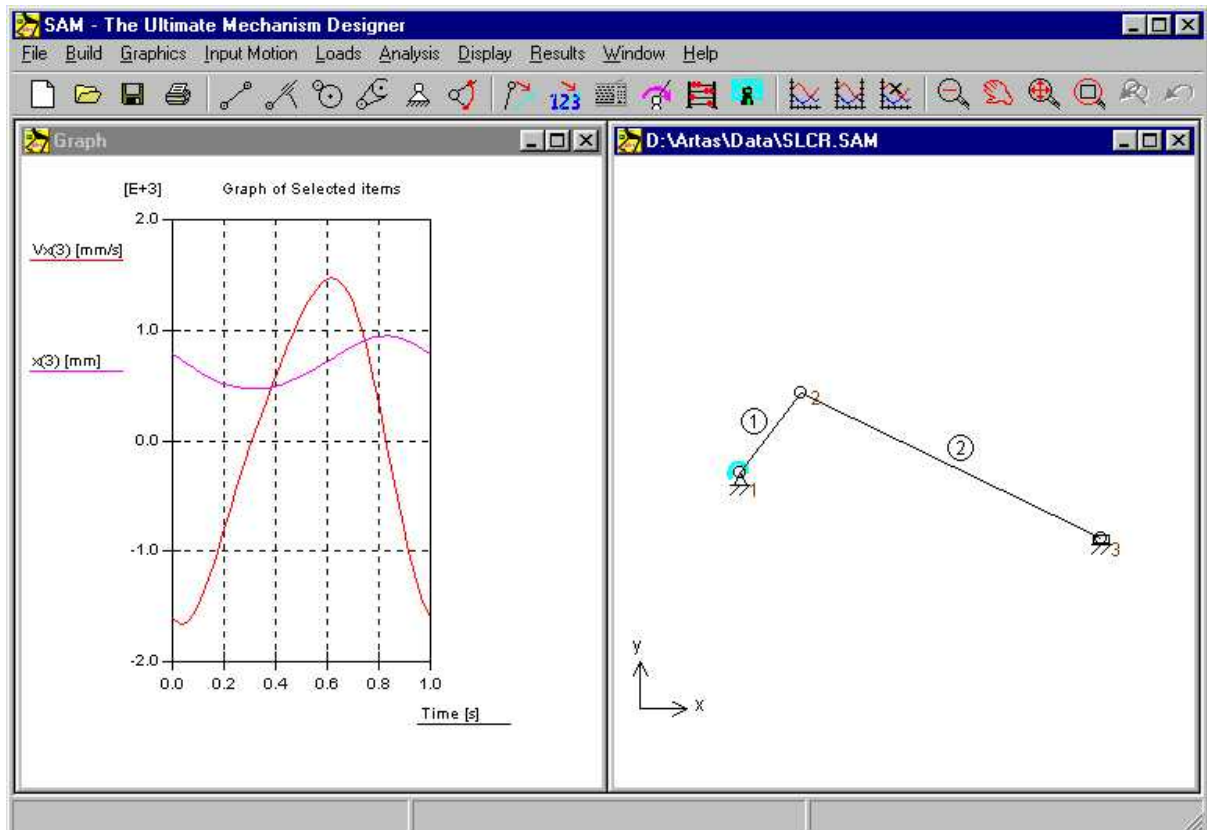 SAM - The Ultimate Mechanism Designer
File Build Graphics Input Motion Loads Analysis Display Results Window Help
123
Graph
[E+3] Graph of Selected items
2.0
Vx(3) [mm/s]
1.0
x(3) [mm]
0.0
-1.0
-2.0
0.0 0.2 0.4 0.6 0.8 1.0
Time [s]
D:\Artas\Data\SLCR.SAM
2
1
2
1
3
y
x